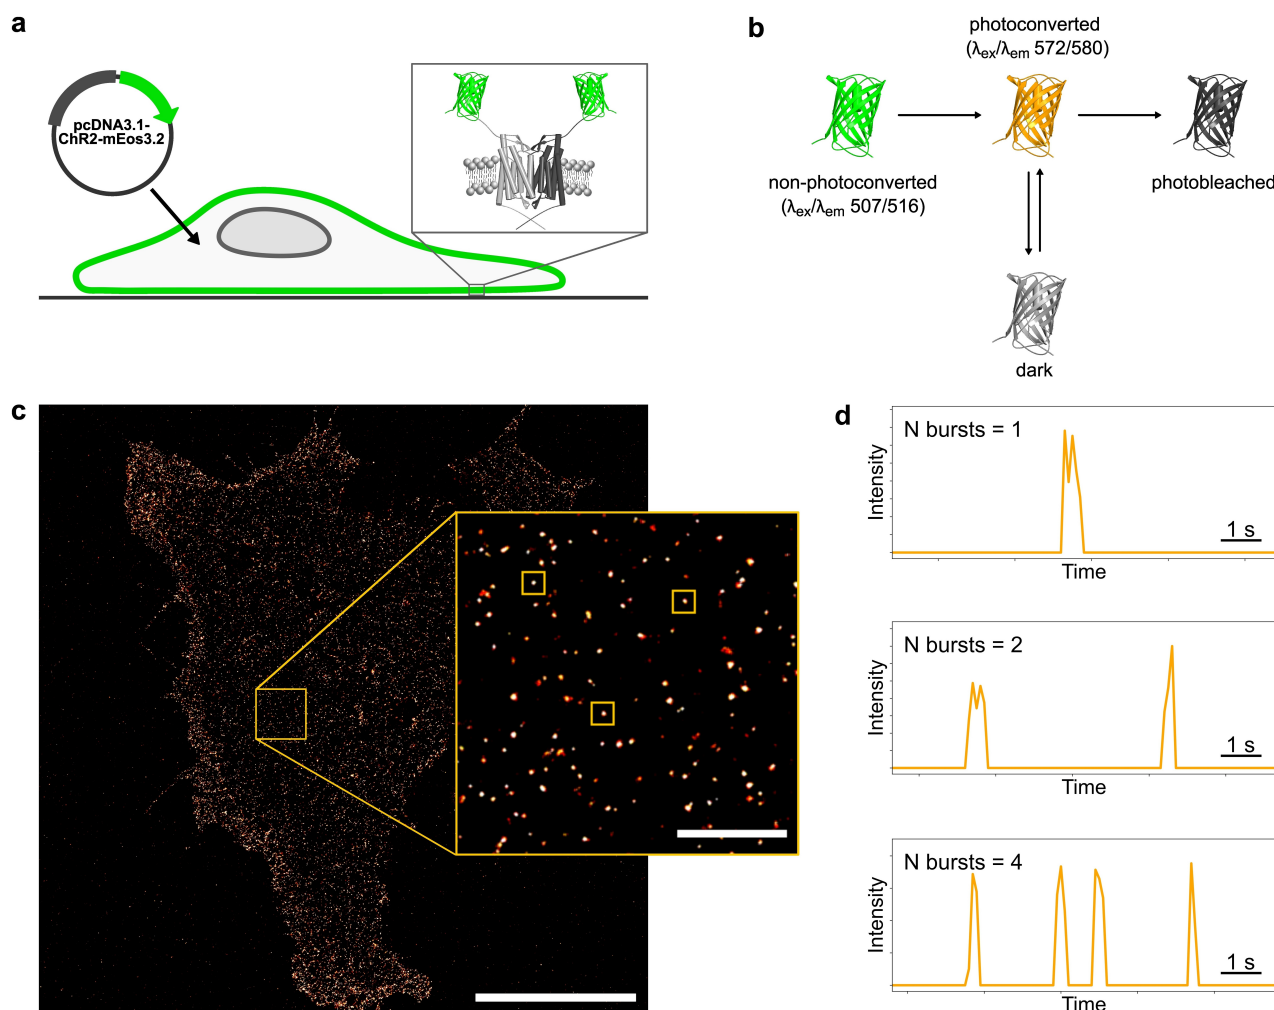 a
pcDNA3.1-
ChR2-mEos3.2
b
photoconverted
(λex/λem 572/580)
non-photoconverted
(λex/λem 507/516)
photobleached
dark
c
d
N bursts = 1
Intensity
1 s
Time
N bursts = 2
Intensity
1 s
Time
N bursts = 4
Intensity
1 s
Time